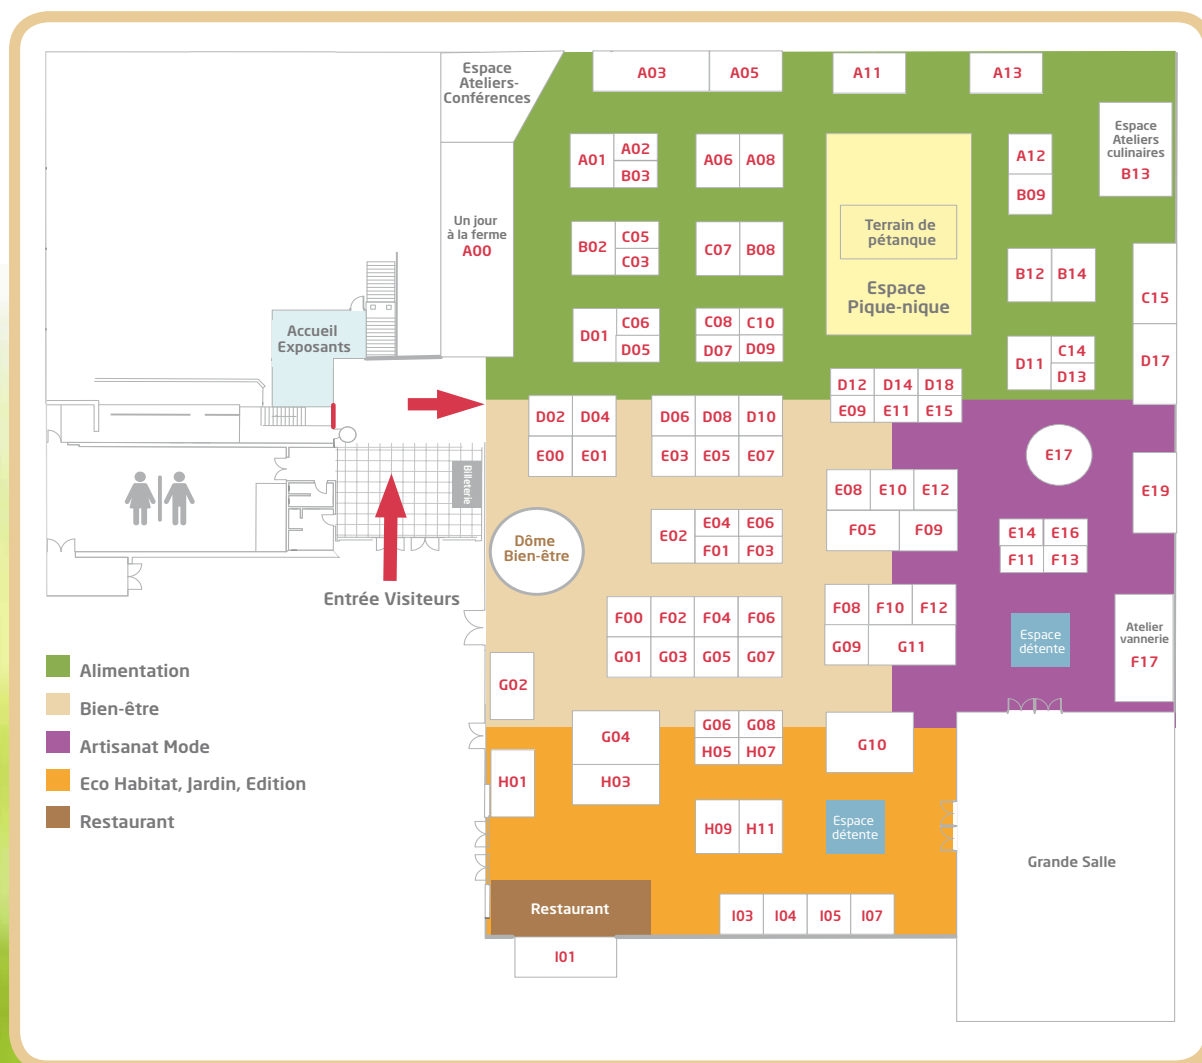 Espace
Ateliers-
Conférences
A03
A05
A11
A13
Espace
Ateliers
culinaires
B13
A01
A02
B03
A06
A08
A12
B09
Un jour
à la ferme
A00
Terrain de
pétanque
Espace
Pique-nique
B02
C05
C03
C07
B08
B12
B14
C15
Accueil
Exposants
D01
C06
D05
C08
C10
D07
D09
D11
C14
D13
D17
D12
D14
D18
E09
E11
E15
D02
D04
E00
E01
D06
D08
D10
E03
E05
E07
E17
E19
Billeterie
E08
E10
E12
F05
F09
E02
E04
E06
F01
F03
E14
E16
F11
F13
Dôme
Bien-être
Entrée Visiteurs
F00
F02
F04
F06
G01
G03
G05
G07
F08
F10
F12
G09
G11
Espace
détente
Atelier
vannerie
F17
Alimentation
Bien-être
Artisanat Mode
Eco Habitat, Jardin, Edition
Restaurant
G02
G04
H03
G06
G08
H05
H07
G10
H01
H09
H11
Espace
détente
Grande Salle
Restaurant
I03
I04
I05
I07
I01